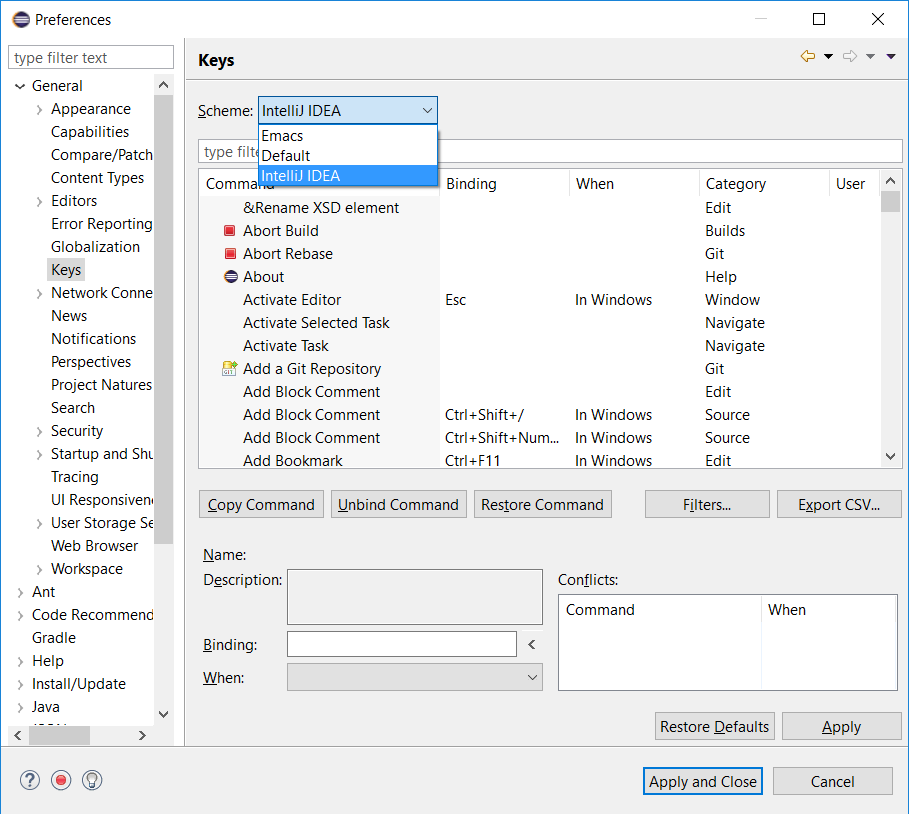 Preferences
type filter text
General
Appearance
Capabilities
Compare/Patch
Content Types
Editors
Error Reporting
Globalization
Keys
Network Conne
News
Notifications
Perspectives
Project Natures
Search
Security
Startup and Shu
Tracing
UI Responsiven
User Storage Se
Web Browser
Workspace
Ant
Code Recommend
Gradle
Help
Install/Update
Java
Keys
Scheme: IntelliJ IDEA
Emacs
Default
IntelliJ IDEA
type filte
Command Binding When Category User
&Rename XSD element Edit
Abort Build Builds
Abort Rebase Git
About Help
Activate Editor Esc In Windows Window
Activate Selected Task Navigate
Activate Task Navigate
Add a Git Repository Git
Add Block Comment Edit
Add Block Comment Ctrl+Shift+/ In Windows Source
Add Block Comment Ctrl+Shift+Num... In Windows Source
Add Bookmark Ctrl+F11 In Windows Edit
Copy Command Unbind Command Restore Command Filters... Export CSV...
Name:
Description:
Binding: <
When:
Conflicts:
Command When
Restore Defaults Apply
? Apply and Close Cancel